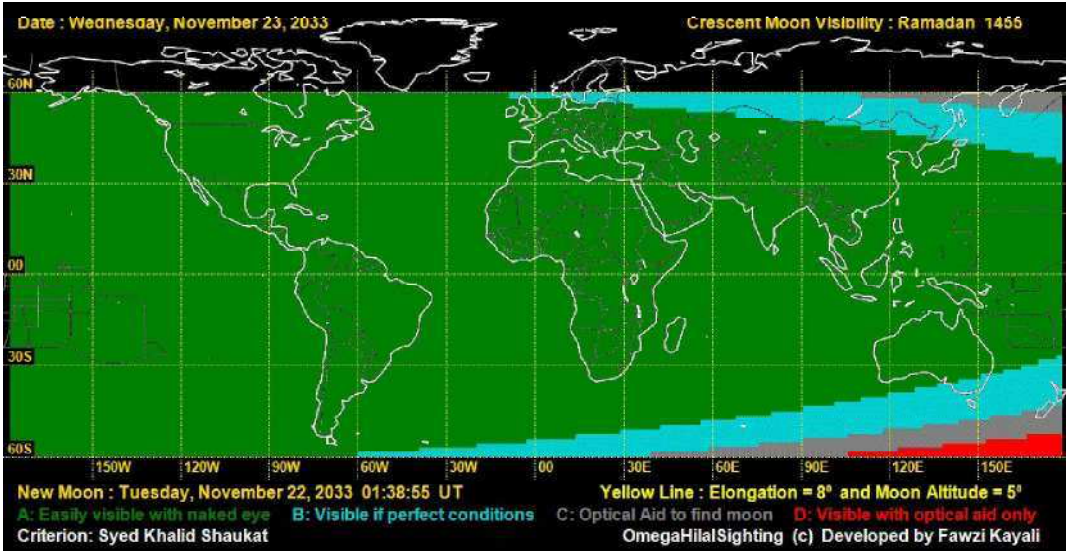 Date : Wednesday, November 23, 2033 Crescent Moon Visibility : Ramadan 1455
60N
30N
00
30S
60S
150W 120W 90W 60W 30W 00 30E 60E 90E 120E 150E
New Moon : Tuesday, November 22, 2033 01:38:55 UT Yellow Line : Elongation = 8º and Moon Altitude = 5º
A: Easily visible with naked eye B: Visible if perfect conditions C: Optical Aid to find moon D: Visible with optical aid only
Criterion: Syed Khalid Shaukat OmegaHilalSighting (c) Developed by Fawzi Kayali